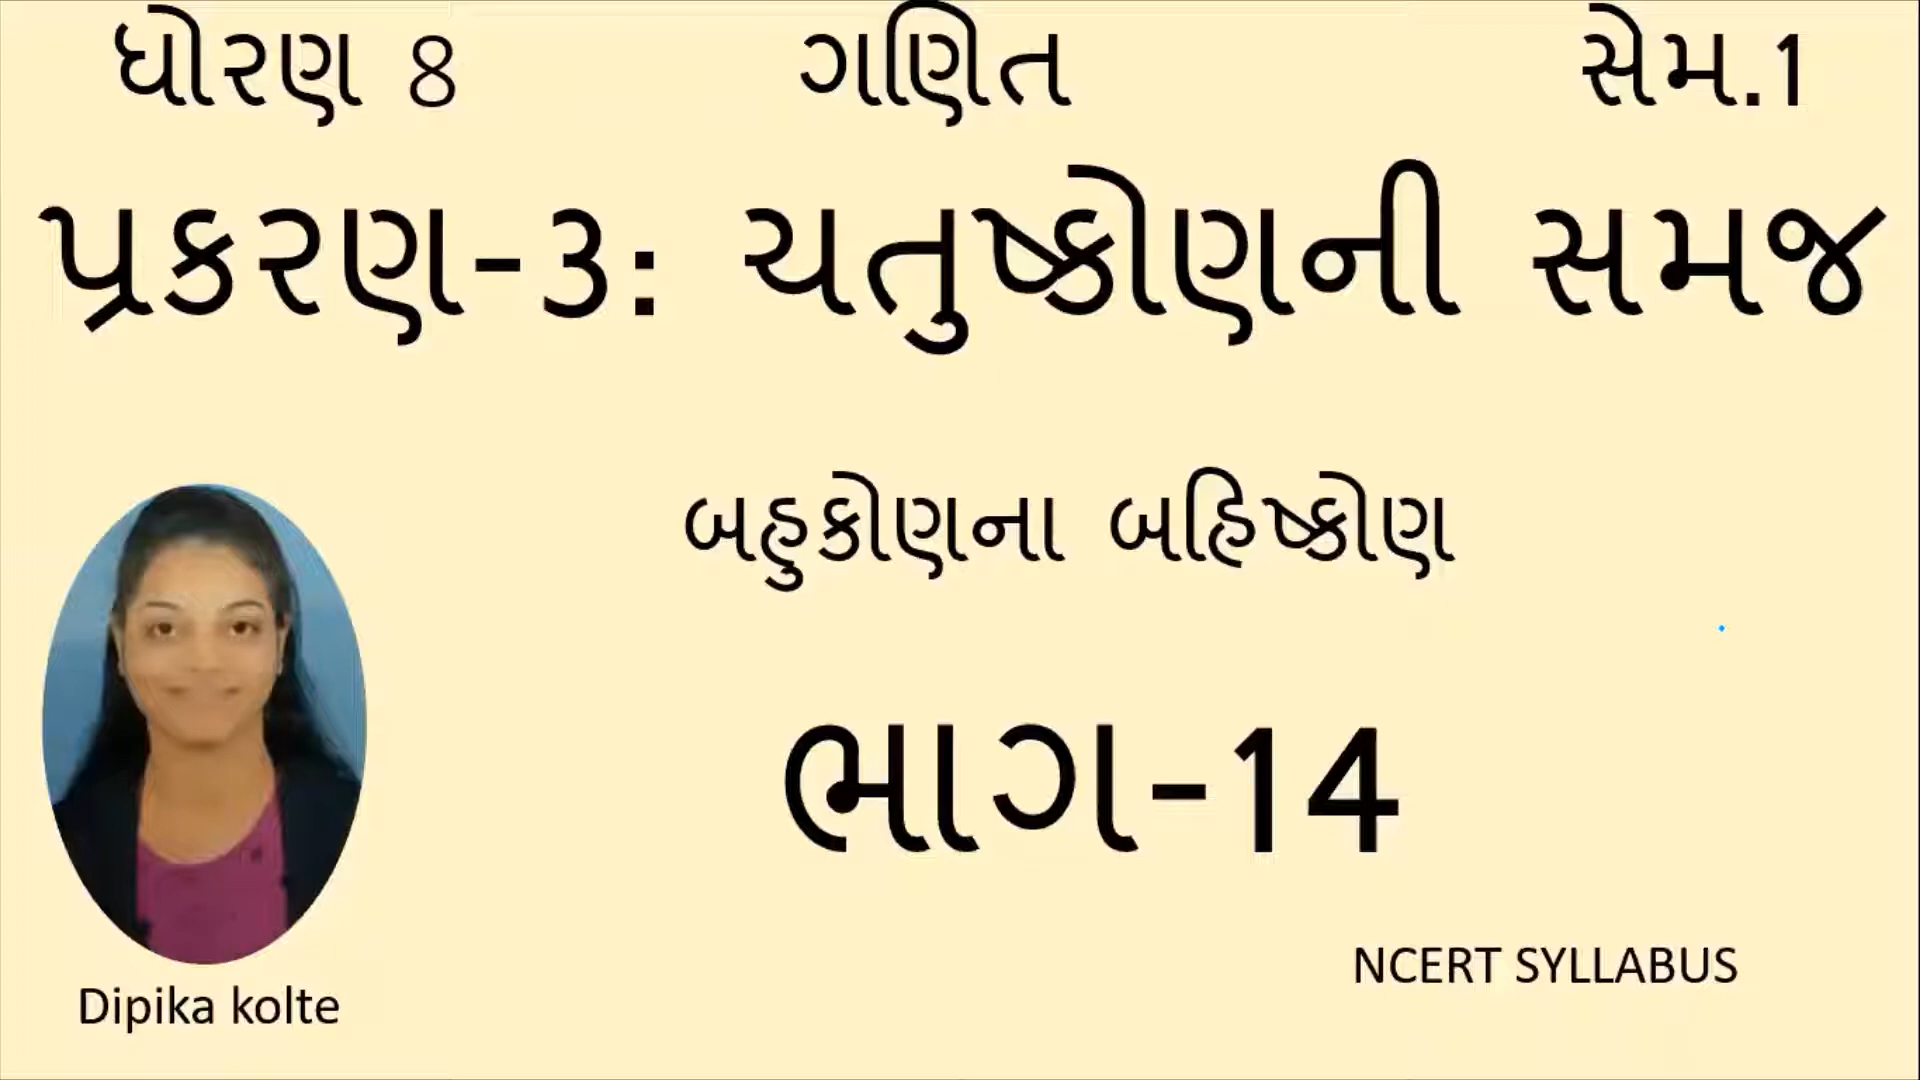 ધોરણ 8 ગણિત સેમ.1
પ્રકરણ-3: ચતુષ્કોણની સમજ
બહુકોણના બહિષ્કોણ
ભાગ-14
NCERT SYLLABUS
Dipika kolte